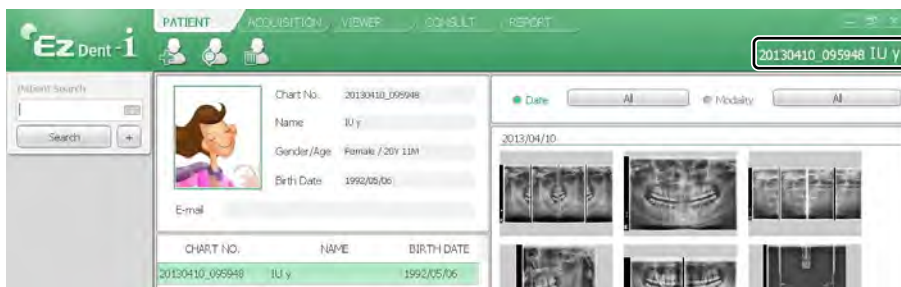 Ez Dent-i
PATIENT ACQUISITION VIEWER CONSULT REPORT
20130410_095948 IU y
Patient Search
Search +
Chart No. 20130410_095948
Name IU y
Gender/Age Female / 20Y 11M
Birth Date 1992/05/06
E-mail
CHART NO. NAME BIRTH DATE
20130410_095948 IU y 1992/05/06
Date All Modality All
2013/04/10